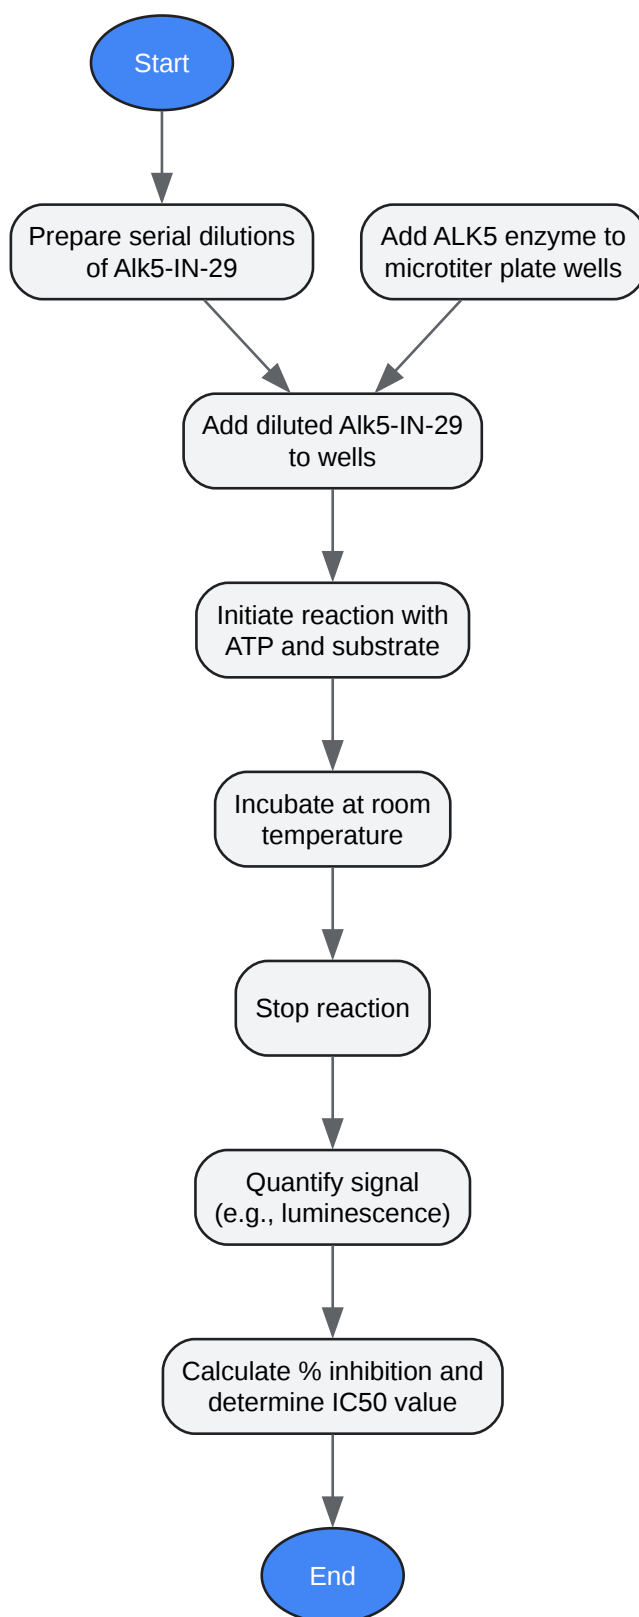 Start
Prepare serial dilutions
of Alk5-IN-29
Add ALK5 enzyme to
microtiter plate wells
Add diluted Alk5-IN-29
to wells
Initiate reaction with
ATP and substrate
Incubate at room
temperature
Stop reaction
Quantify signal
(e.g., luminescence)
Calculate % inhibition and
determine IC50 value
End